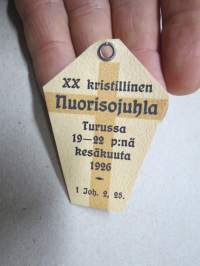 XX kristillinen
Nuorisojuhla
Turussa
19—22 p:nä
kesäkuuta
1926
1 Joh. 2, 25.